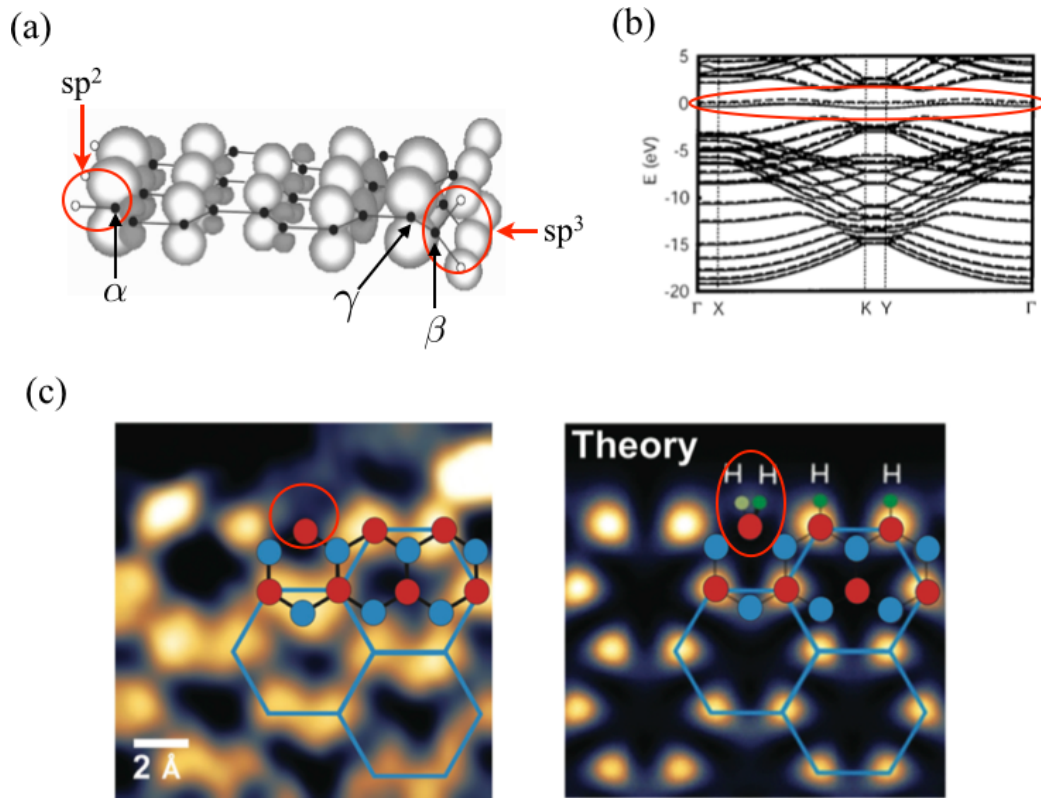 (a)
sp²
α
γ
β
sp³
(b)
E (eV)
5
0
-5
-10
-15
-20
Γ X K Y Γ
(c)
2 Å
Theory
H H H H